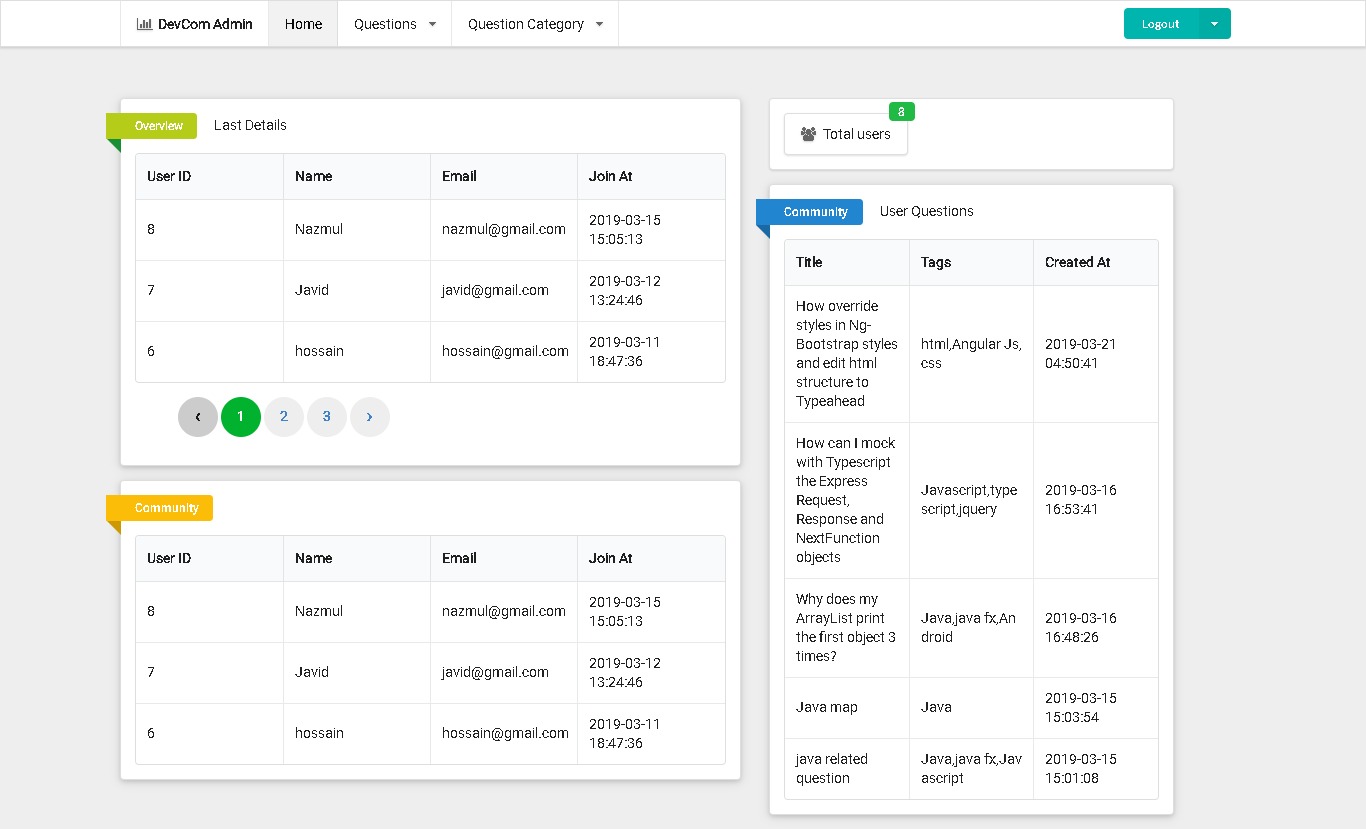 DevCom Admin Home Questions Question Category Logout
Overview Last Details
User ID Name Email Join At
8 Nazmul nazmul@gmail.com 2019-03-15
15:05:13
7 Javid javid@gmail.com 2019-03-12
13:24:46
6 hossain hossain@gmail.com 2019-03-11
18:47:36
‹ 1 2 3 ›
Community
User ID Name Email Join At
8 Nazmul nazmul@gmail.com 2019-03-15
15:05:13
7 Javid javid@gmail.com 2019-03-12
13:24:46
6 hossain hossain@gmail.com 2019-03-11
18:47:36
8
Total users
Community User Questions
Title Tags Created At
How override
styles in Ng-
Bootstrap styles
and edit html
structure to
Typeahead
html,Angular Js,
css
2019-03-21
04:50:41
How can I mock
with Typescript
the Express
Request,
Response and
NextFunction
objects
Javascript,type
script,jquery
2019-03-16
16:53:41
Why does my
ArrayList print
the first object 3
times?
Java,java fx,An
droid
2019-03-16
16:48:26
Java map
Java
2019-03-15
15:03:54
java related
question
Java,java fx,Jav
ascript
2019-03-15
15:01:08